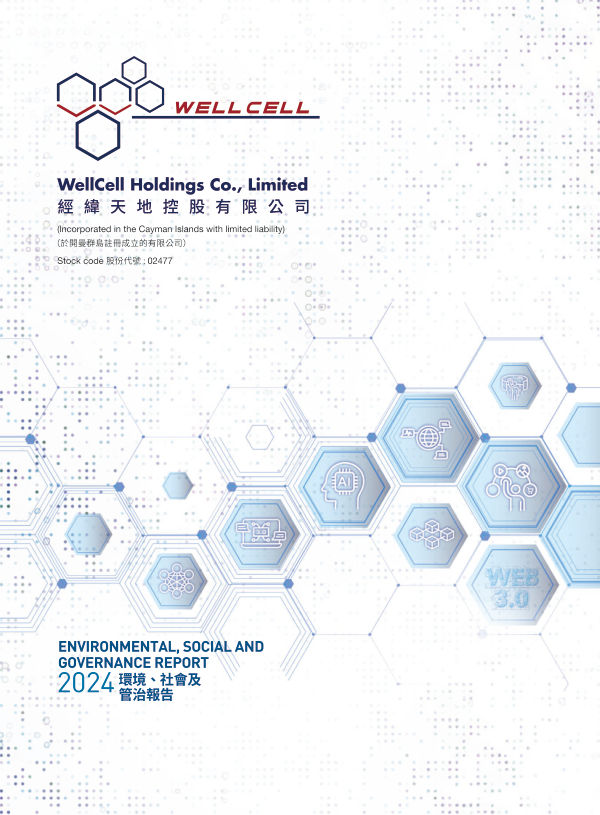 WELLCELL
WellCell Holdings Co., Limited
經緯天地控股有限公司
(Incorporated in the Cayman Islands with limited liability)
（於開曼群島註冊成立的有限公司）
Stock code 股份代號 : 02477
AI
WEB
3.0
ENVIRONMENTAL, SOCIAL AND
GOVERNANCE REPORT
2024 環境、社會及
管治報告